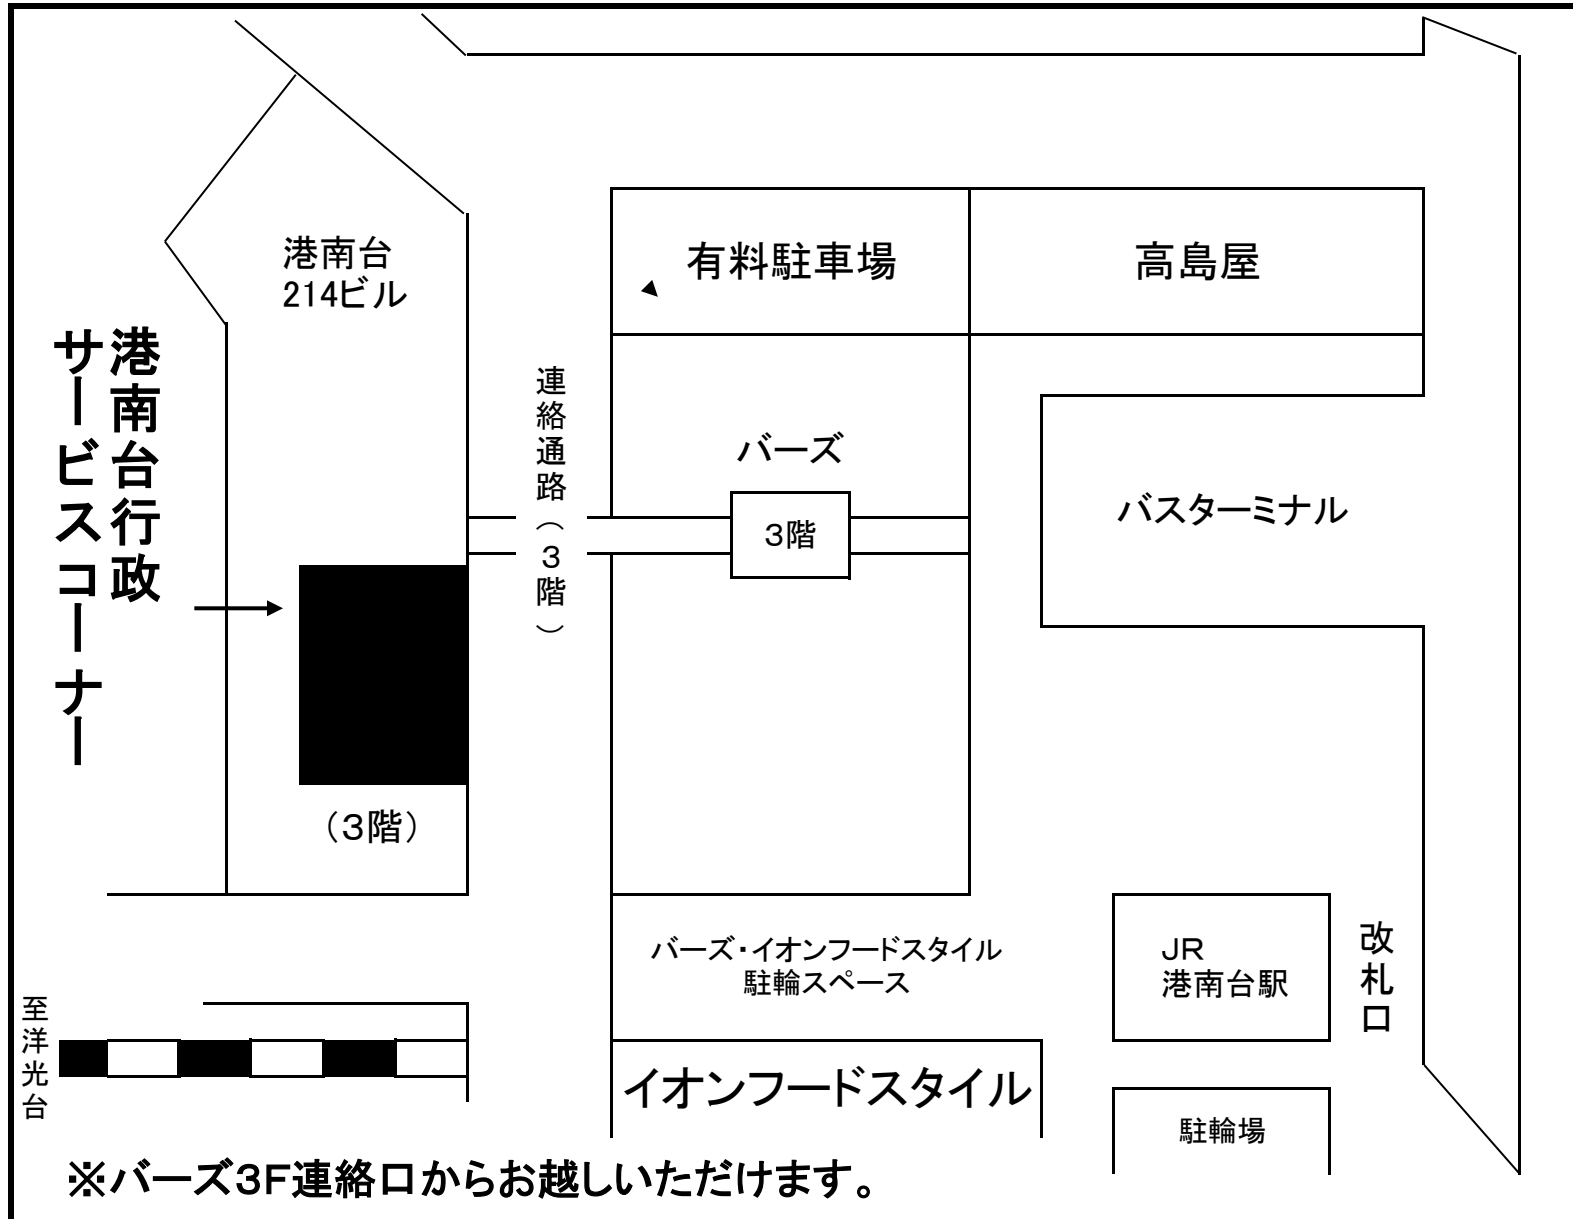 港南台
214ビル
有料駐車場
高島屋
港南台行政
サービスコーナー
連絡通路（３階）
バーズ
３階
バスターミナル
（３階）
バーズ・イオンフードスタイル
駐輪スペース
ＪＲ
港南台駅
改札口
至洋光台
イオンフードスタイル
駐輪場
※バーズ３Ｆ連絡口からお越しいただけます。